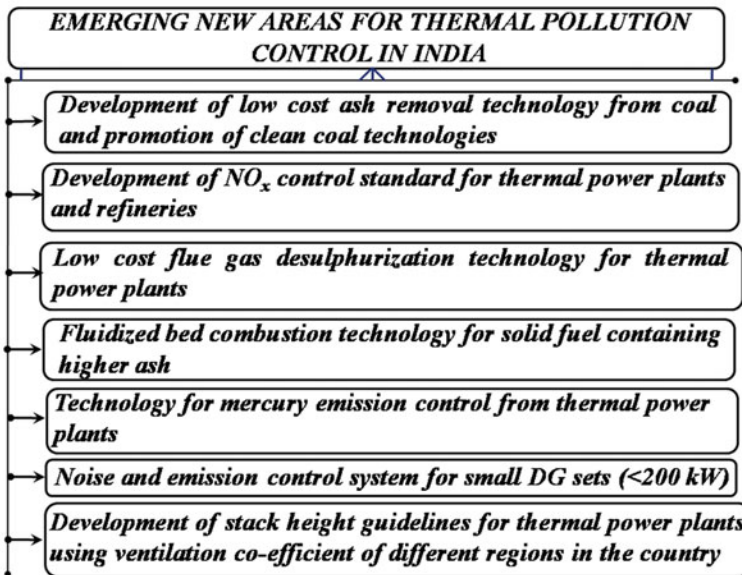 EMERGING NEW AREAS FOR THERMAL POLLUTION
CONTROL IN INDIA
Development of low cost ash removal technology from coal
and promotion of clean coal technologies
Development of NOx control standard for thermal power plants
and refineries
Low cost flue gas desulphurization technology for thermal
power plants
Fluidized bed combustion technology for solid fuel containing
higher ash
Technology for mercury emission control from thermal power
plants
Noise and emission control system for small DG sets (<200 kW)
Development of stack height guidelines for thermal power plants
using ventilation co-efficient of different regions in the country